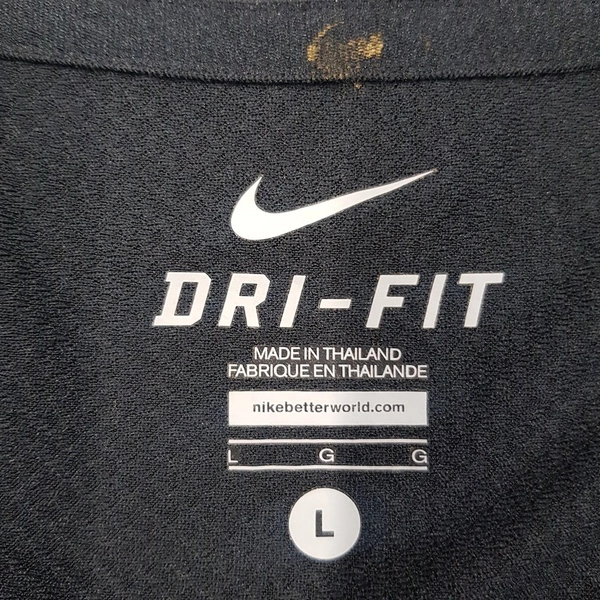 DRI-FIT
MADE IN THAILAND
FABRIQUE EN THAILANDE
nikebetterworld.com
L G G
L